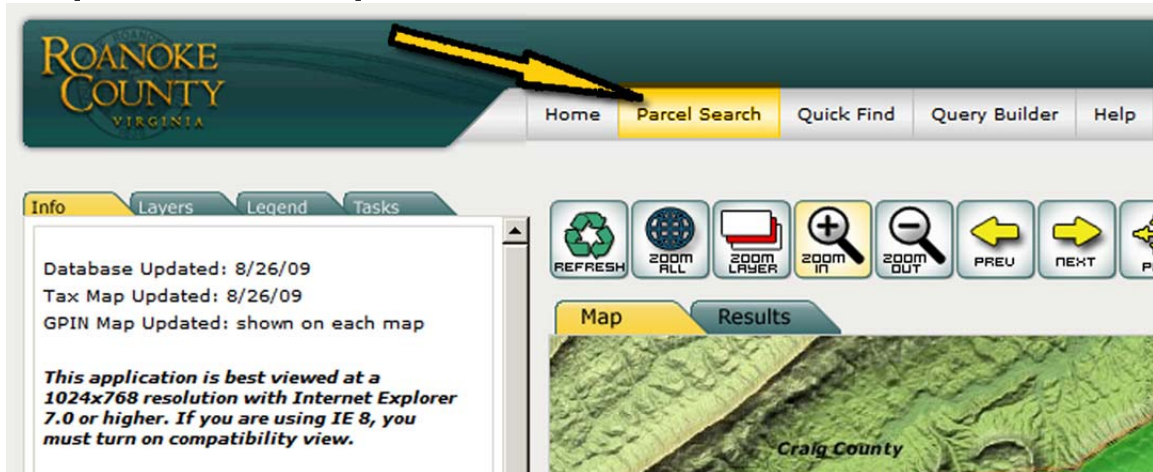 ROANOKE
COUNTY
VIRGINIA
Home Parcel Search Quick Find Query Builder Help
Info Layers Legend Tasks
REFRESH ZOOM ALL ZOOM LAYER ZOOM IN ZOOM OUT PREV NEXT
Database Updated: 8/26/09
Tax Map Updated: 8/26/09
GPIN Map Updated: shown on each map
Map Results
This application is best viewed at a
1024x768 resolution with Internet Explorer
7.0 or higher. If you are using IE 8, you
must turn on compatibility view.
Craig County